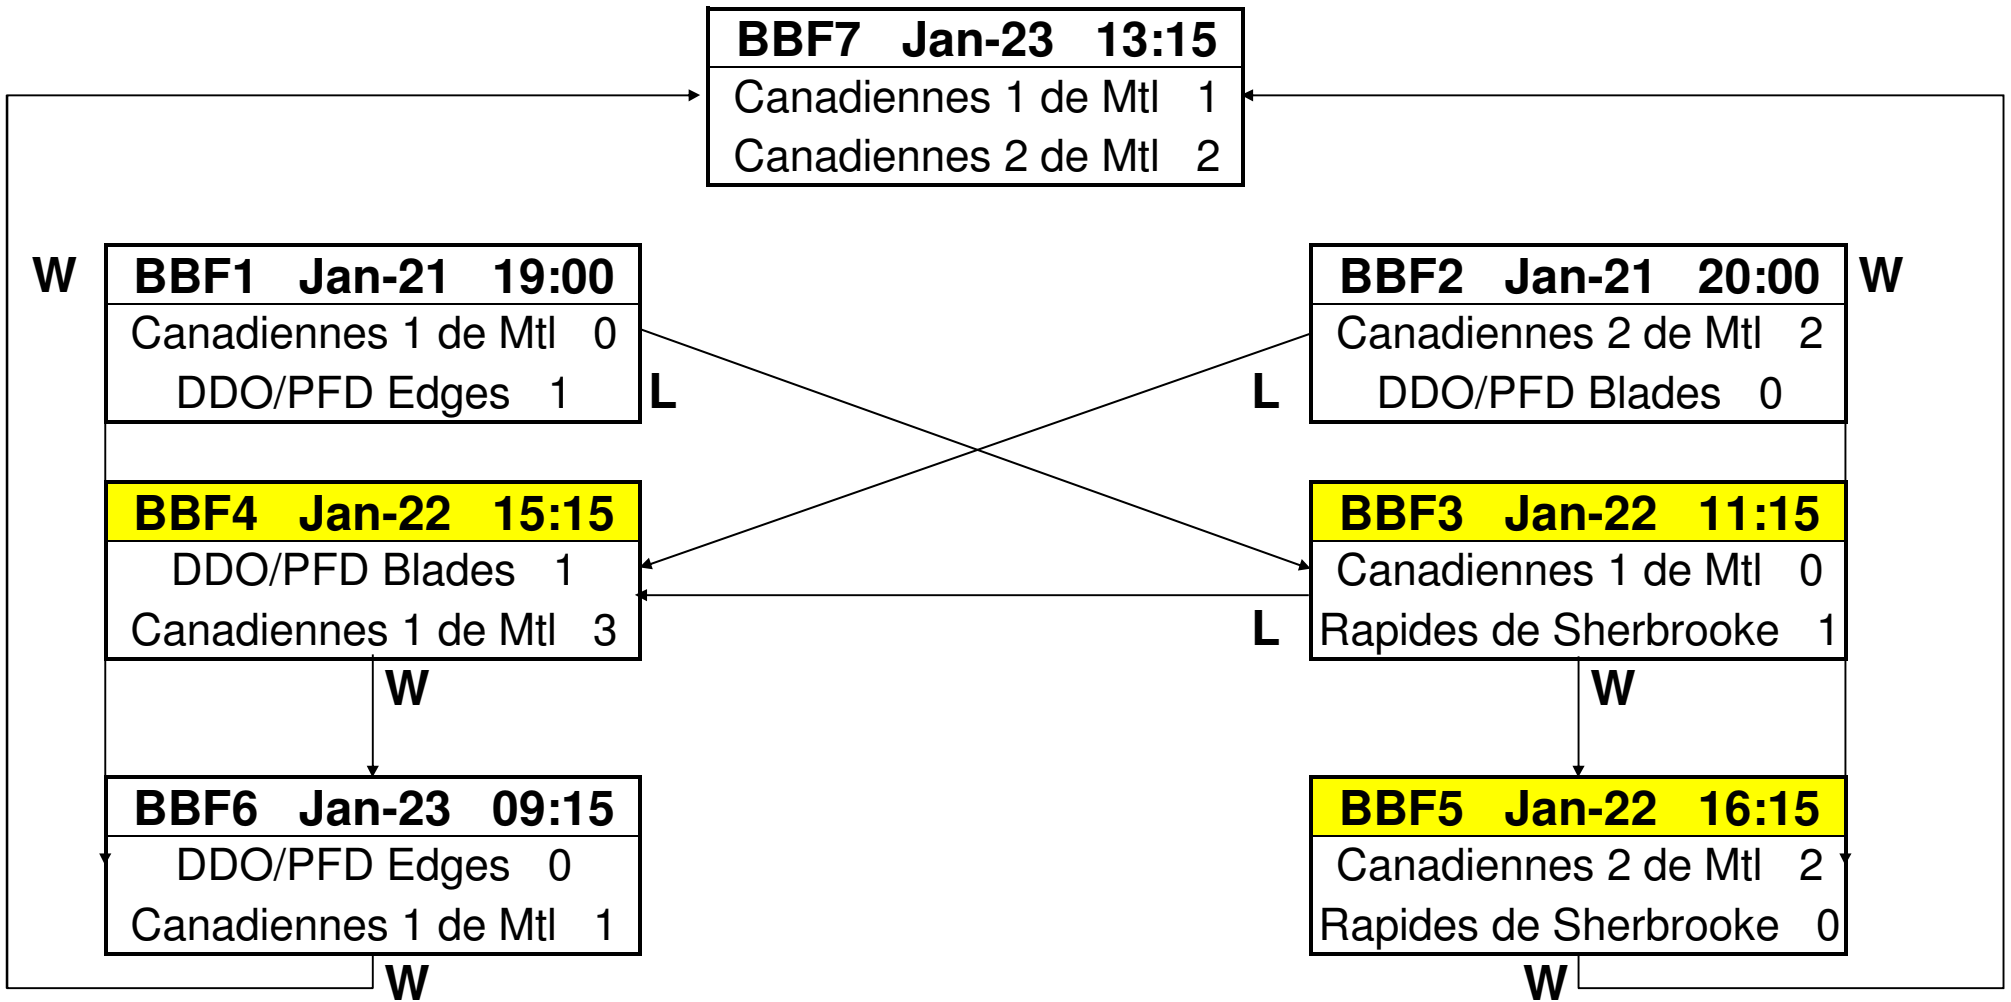 BBF7 Jan-23 13:15
Canadiennes 1 de Mtl 1
Canadiennes 2 de Mtl 2
W
BBF1 Jan-21 19:00
Canadiennes 1 de Mtl 0
DDO/PFD Edges 1
L
BBF2 Jan-21 20:00
W
Canadiennes 2 de Mtl 2
L
DDO/PFD Blades 0
BBF4 Jan-22 15:15
DDO/PFD Blades 1
Canadiennes 1 de Mtl 3
W
BBF3 Jan-22 11:15
Canadiennes 1 de Mtl 0
L
Rapides de Sherbrooke 1
W
BBF6 Jan-23 09:15
DDO/PFD Edges 0
Canadiennes 1 de Mtl 1
W
BBF5 Jan-22 16:15
Canadiennes 2 de Mtl 2
Rapides de Sherbrooke 0
W